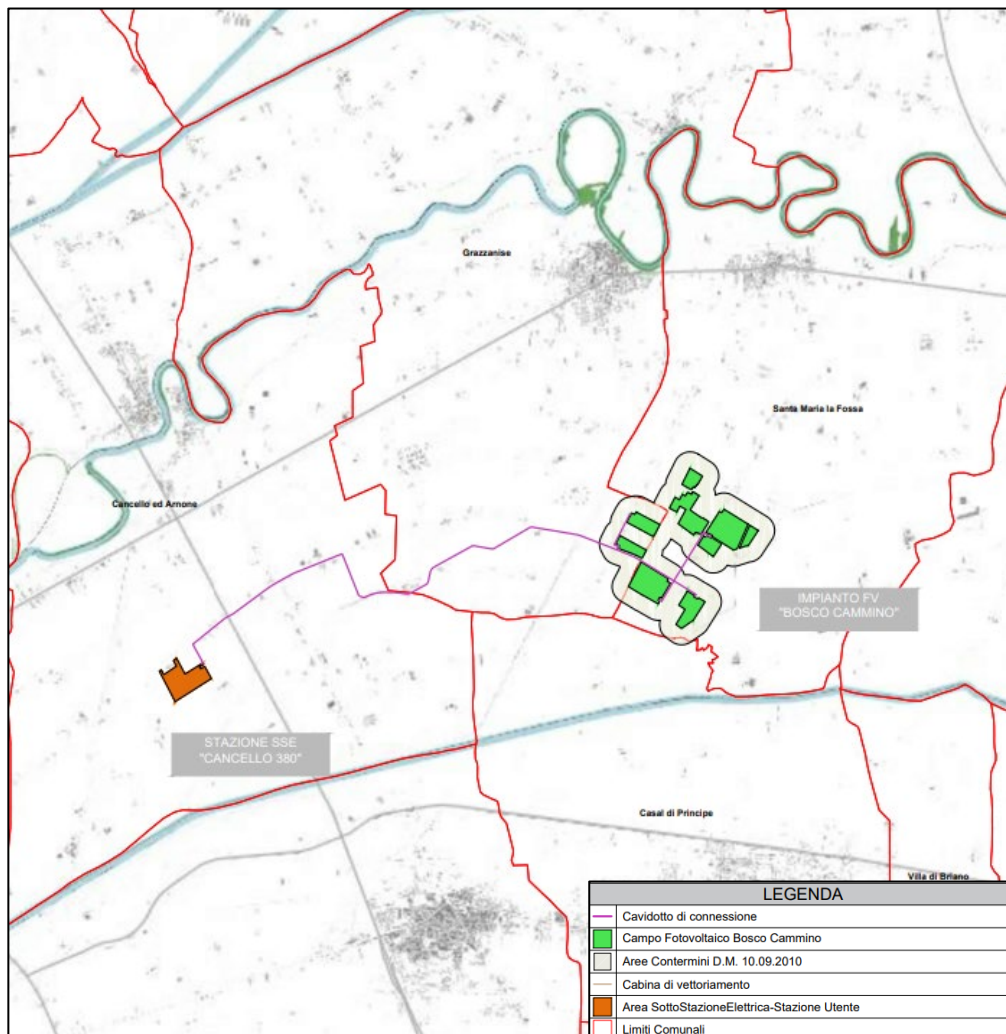 Grazzanise
Santa Maria la Fossa
Cancello ed Arnone
IMPIANTO FV
"BOSCO CAMMINO"
STAZIONE SSE
"CANCELLO 380"
Casal di Principe
Villa di Briano
LEGENDA
Cavidotto di connessione
Campo Fotovoltaico Bosco Cammino
Aree Contermini D.M. 10.09.2010
Cabina di vettoriamento
Area SottoStazioneElettrica-Stazione Utente
Limiti Comunali